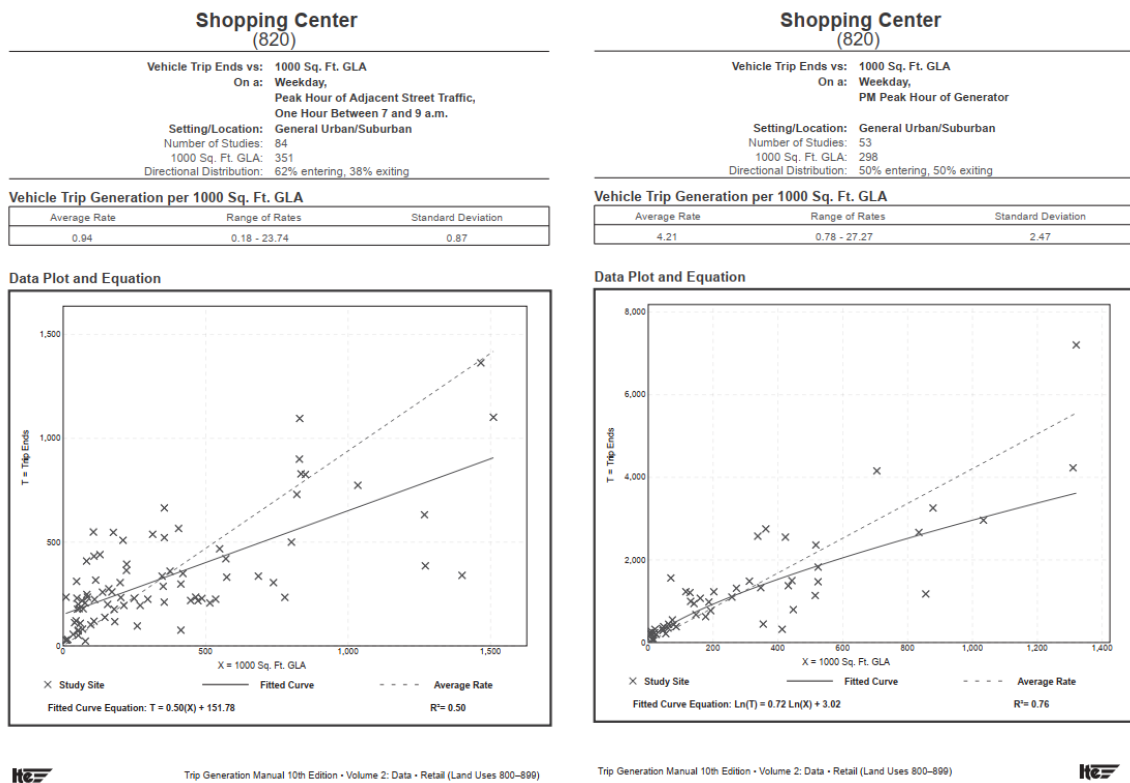 Shopping Center
(820)
Vehicle Trip Ends vs: 1000 Sq. Ft. GLA
On a: Weekday,
Peak Hour of Adjacent Street Traffic,
One Hour Between 7 and 9 a.m.
Setting/Location: General Urban/Suburban
Number of Studies: 84
1000 Sq. Ft. GLA: 351
Directional Distribution: 62% entering, 38% exiting
Vehicle Trip Generation per 1000 Sq. Ft. GLA
Average Rate Range of Rates Standard Deviation
0.94 0.18 - 23.74 0.87
Data Plot and Equation
1,500
1,000
500
0
T = Trip Ends
0 500 1,000 1,500
X = 1000 Sq. Ft. GLA
Study Site Fitted Curve Average Rate
Fitted Curve Equation: T = 0.50(X) + 151.78 R²= 0.50
ite Trip Generation Manual 10th Edition • Volume 2: Data • Retail (Land Uses 800–899)
Shopping Center
(820)
Vehicle Trip Ends vs: 1000 Sq. Ft. GLA
On a: Weekday,
PM Peak Hour of Generator
Setting/Location: General Urban/Suburban
Number of Studies: 53
1000 Sq. Ft. GLA: 298
Directional Distribution: 50% entering, 50% exiting
Vehicle Trip Generation per 1000 Sq. Ft. GLA
Average Rate Range of Rates Standard Deviation
4.21 0.78 - 27.27 2.47
Data Plot and Equation
8,000
6,000
4,000
2,000
0
T = Trip Ends
0 200 400 600 800 1,000 1,200 1,400
X = 1000 Sq. Ft. GLA
Study Site Fitted Curve Average Rate
Fitted Curve Equation: Ln(T) = 0.72 Ln(X) + 3.02 R²= 0.76
Trip Generation Manual 10th Edition • Volume 2: Data • Retail (Land Uses 800–899) ite